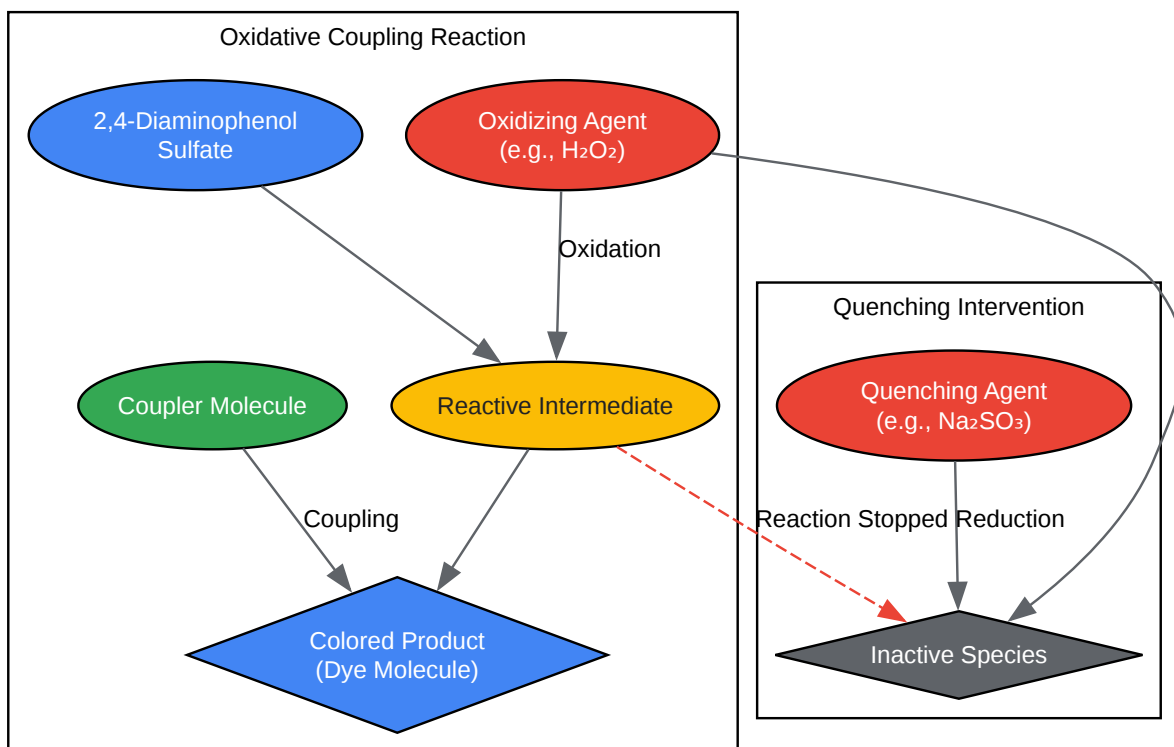 Oxidative Coupling Reaction
2,4-Diaminophenol
Sulfate
Oxidizing Agent
(e.g., H₂O₂)
Oxidation
Quenching Intervention
Coupler Molecule
Reactive Intermediate
Quenching Agent
(e.g., Na₂SO₃)
Coupling
Reaction Stopped
Reduction
Colored Product
(Dye Molecule)
Inactive Species